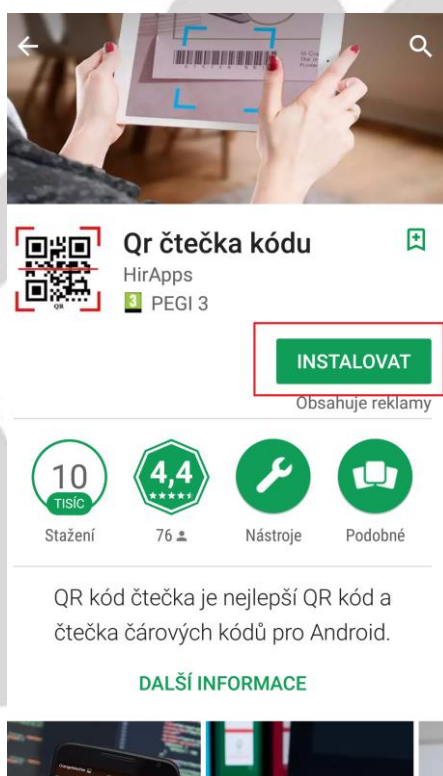 Qr čtečka kódu
HirApps
3 PEGI 3
INSTALOVAT
Obsahuje reklamy
10
TISÍC
Stažení
4,4
76
Nástroje
Podobné
QR kód čtečka je nejlepší QR kód a
čtečka čárových kódů pro Android.
DALŠÍ INFORMACE